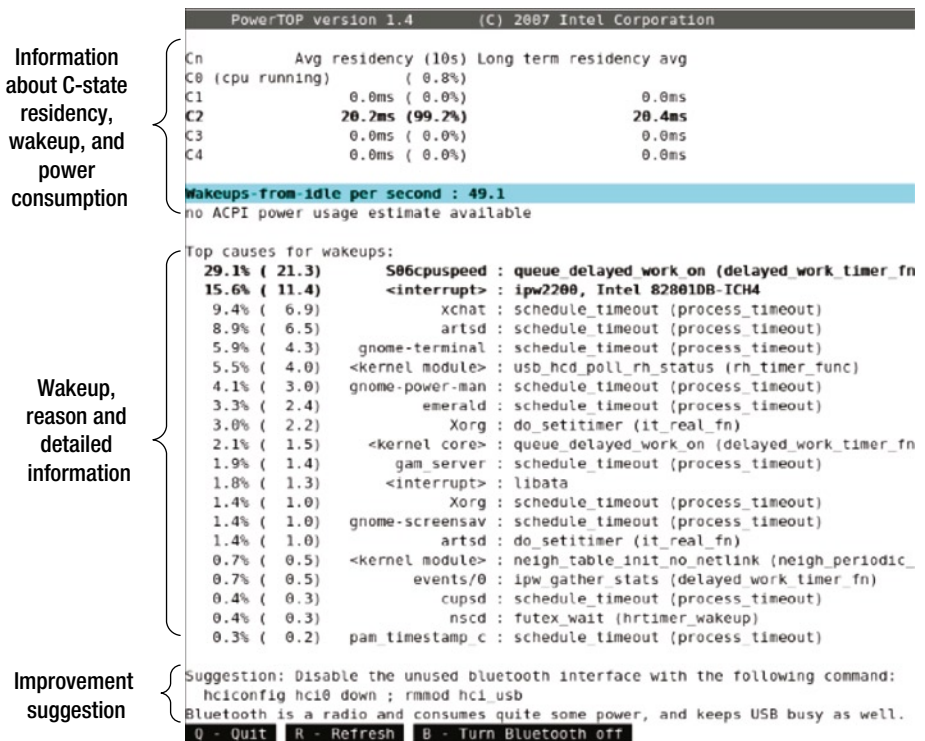 PowerTOP version 1.4 (C) 2007 Intel Corporation
Information
about C-state
residency,
wakeup, and
power
consumption
Cn Avg residency (10s) Long term residency avg
C0 (cpu running) ( 0.8%)
C1 0.0ms ( 0.0%) 0.0ms
C2 20.2ms (99.2%) 20.4ms
C3 0.0ms ( 0.0%) 0.0ms
C4 0.0ms ( 0.0%) 0.0ms
Wakeups-from-idle per second : 49.1
no ACPI power usage estimate available
Wakeup,
reason and
detailed
information
Top causes for wakeups:
29.1% ( 21.3) S06cpuspeed : queue_delayed_work_on (delayed_work_timer_fn
15.6% ( 11.4) <interrupt> : ipw2200, Intel 82801DB-ICH4
9.4% ( 6.9) xchat : schedule_timeout (process_timeout)
8.9% ( 6.5) artsd : schedule_timeout (process_timeout)
5.9% ( 4.3) gnome-terminal : schedule_timeout (process_timeout)
5.5% ( 4.0) <kernel module> : usb_hcd_poll_rh_status (rh_timer_func)
4.1% ( 3.0) gnome-power-man : schedule_timeout (process_timeout)
3.3% ( 2.4) emerald : schedule_timeout (process_timeout)
3.0% ( 2.2) Xorg : do_setitimer (it_real_fn)
2.1% ( 1.5) <kernel core> : queue_delayed_work_on (delayed_work_timer_fn
1.9% ( 1.4) gam_server : schedule_timeout (process_timeout)
1.8% ( 1.3) <interrupt> : libata
1.4% ( 1.0) Xorg : schedule_timeout (process_timeout)
1.4% ( 1.0) gnome-screensav : schedule_timeout (process_timeout)
1.4% ( 1.0) artsd : do_setitimer (it_real_fn)
0.7% ( 0.5) <kernel module> : neigh_table_init_no_netlink (neigh_periodic_
0.7% ( 0.5) events/0 : ipw_gather_stats (delayed_work_timer_fn)
0.4% ( 0.3) cupsd : schedule_timeout (process_timeout)
0.4% ( 0.3) nscd : futex_wait (hrtimer_wakeup)
0.3% ( 0.2) pam_timestamp_c : schedule_timeout (process_timeout)
Improvement
suggestion
Suggestion: Disable the unused bluetooth interface with the following command:
hciconfig hci0 down ; rmmod hci_usb
Bluetooth is a radio and consumes quite some power, and keeps USB busy as well.
Q - Quit R - Refresh B - Turn Bluetooth off